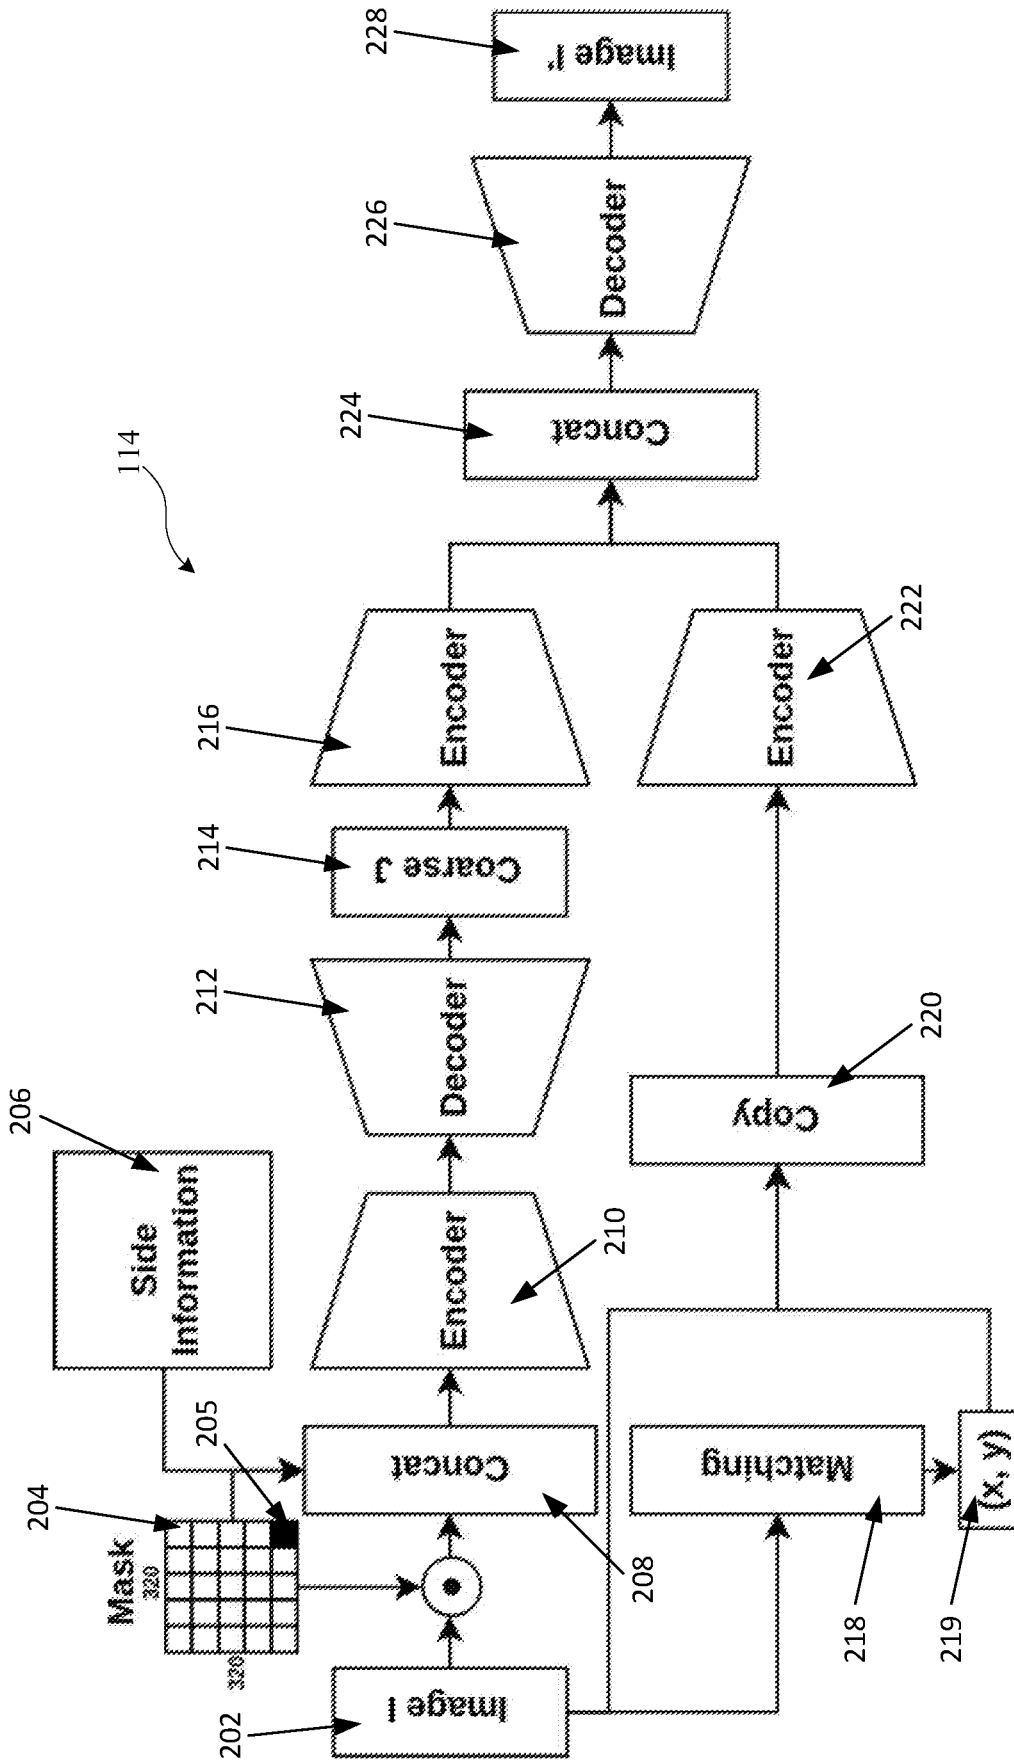 114
Mask
320
320
204
205
Side
Information
206
Image I
202
Concat
208
Encoder
210
Decoder
212
Coarse J
214
Encoder
216
Matching
218
(x, y)
219
Copy
220
Encoder
222
Concat
224
Decoder
226
Image I'
228